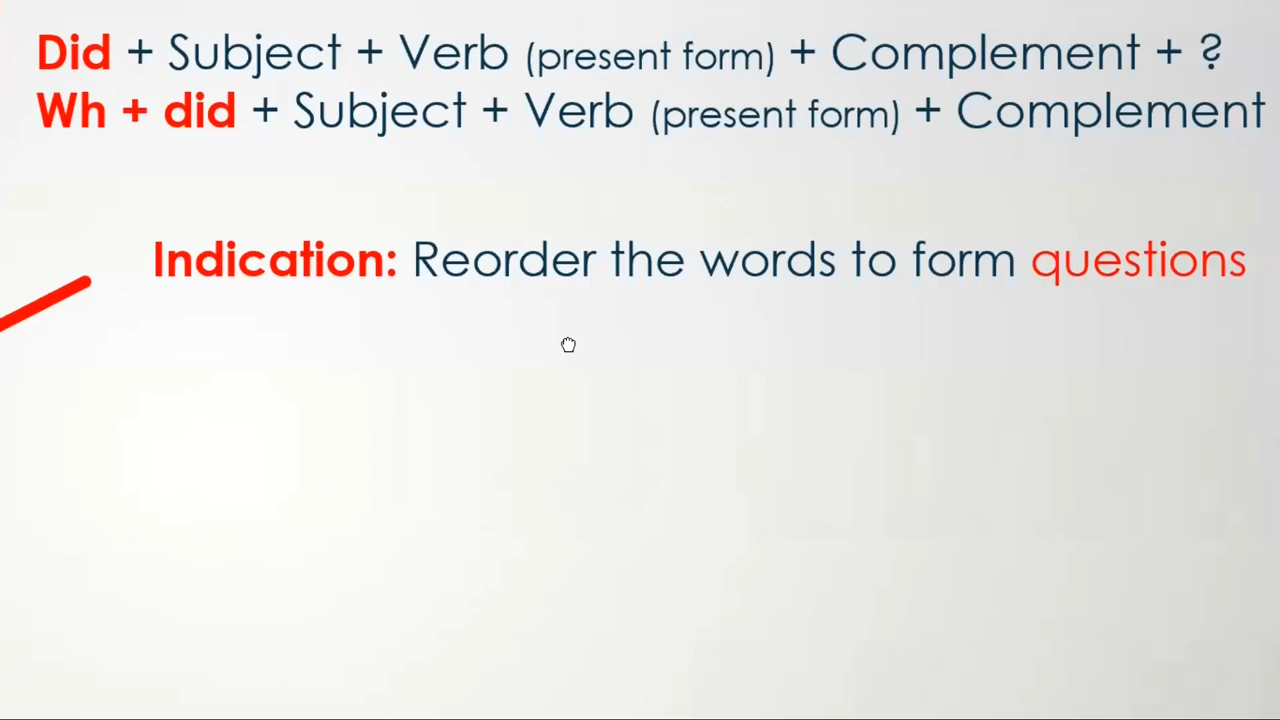 Did + Subject + Verb (present form) + Complement + ?
Wh + did + Subject + Verb (present form) + Complement
Indication: Reorder the words to form questions